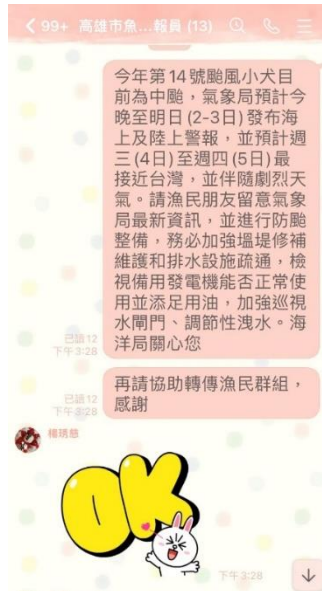 99+ 高雄市魚...報員 (13)
今年第14號颱風小犬目
前為中颱，氣象局預計今
晚至明日(2-3日)發布海
上及陸上警報，並預計週
三(4日)至週四(5日)最
接近台灣，並伴隨劇烈天
氣。請漁民朋友留意氣象
局最新資訊，並進行防颱
整備，務必加強塭堤修補
維護和排水設施疏通，檢
視備用發電機能否正常使
用並添足用油，加強巡視
水閘門、調節性洩水。海
洋局關心您
已讀12
下午3:28
再請協助轉傳漁民群組，
感謝
已讀12
下午3:28
OK
下午3:28